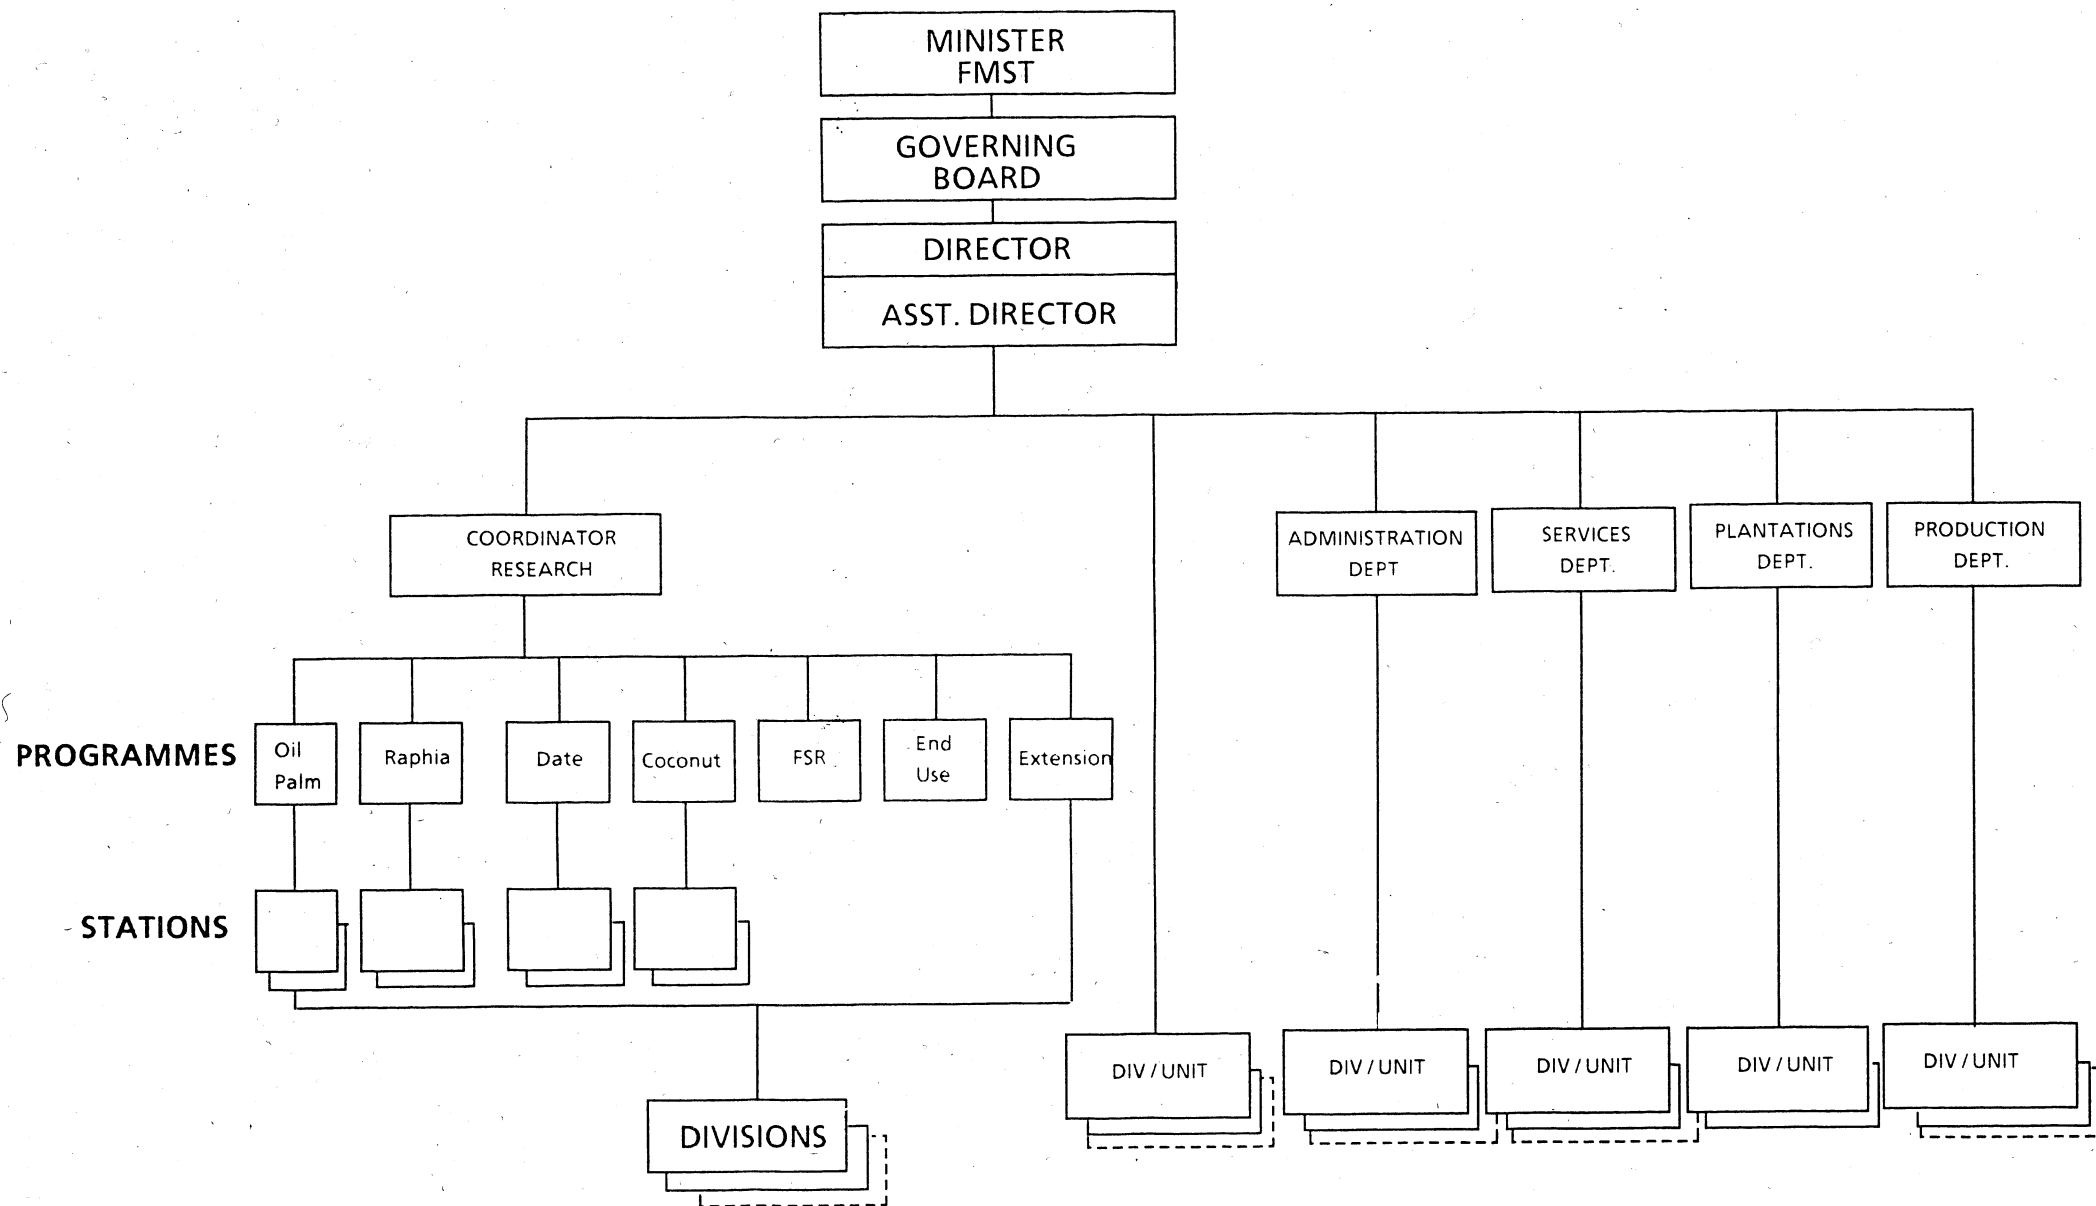 MINISTER
FMST
GOVERNING
BOARD
DIRECTOR
ASST. DIRECTOR
COORDINATOR
RESEARCH
ADMINISTRATION
DEPT
SERVICES
DEPT.
PLANTATIONS
DEPT.
PRODUCTION
DEPT.
PROGRAMMES
Oil
Palm
Raphia
Date
Coconut
FSR
End
Use
Extension
STATIONS
DIV / UNIT
DIV / UNIT
DIV / UNIT
DIV / UNIT
DIV / UNIT
DIVISIONS